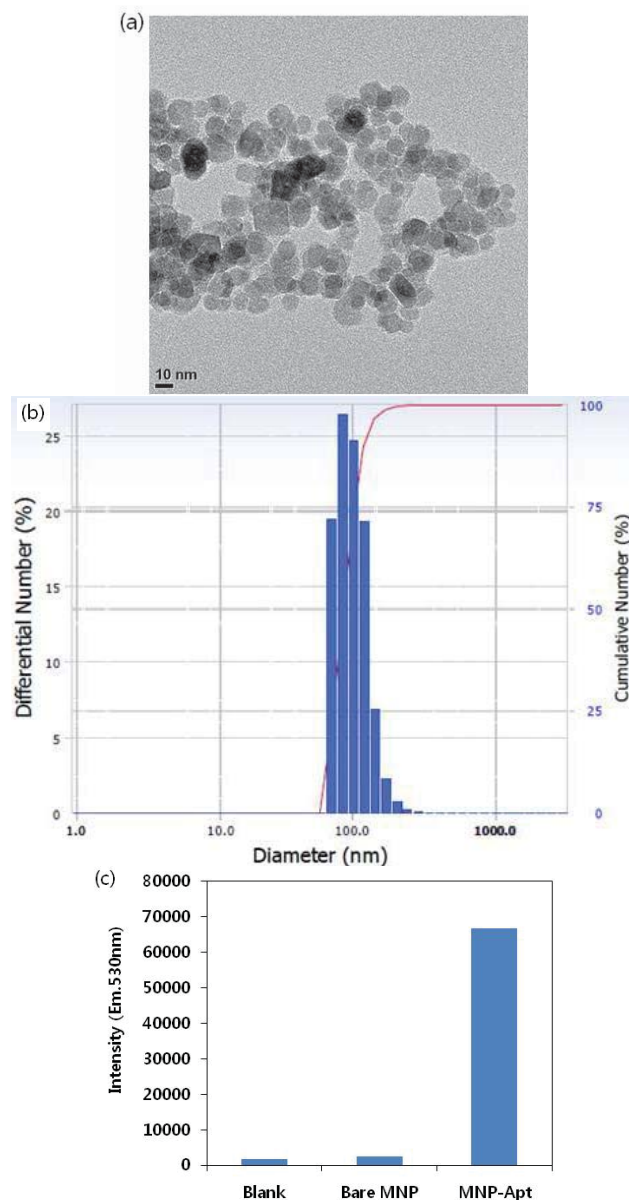 (a)
10 nm
(b)
Differential Number (%)
25
20
15
10
5
0
100
75
50
25
0
Cumulative Number (%)
1.0 10.0 100.0 1000.0
Diameter (nm)
(c)
Intensity (Em.530nm)
80000
70000
60000
50000
40000
30000
20000
10000
0
Blank Bare MNP MNP-Apt